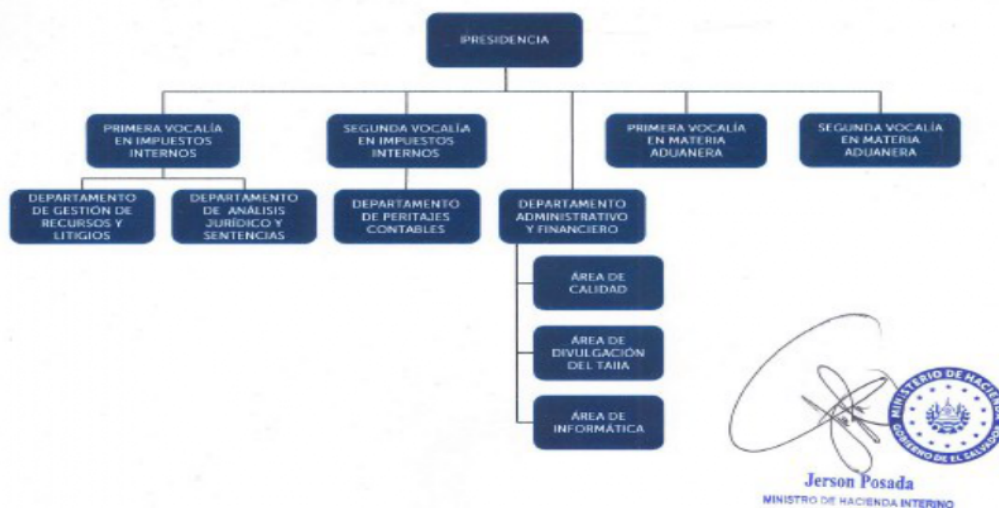 IPRESIDENCIA
PRIMERA VOCALÍA
EN IMPUESTOS
INTERNOS
SEGUNDA VOCALÍA
EN IMPUESTOS
INTERNOS
PRIMERA VOCALÍA
EN MATERIA
ADUANERA
SEGUNDA VOCALÍA
EN MATERIA
ADUANERA
DEPARTAMENTO
DE GESTIÓN DE
RECURSOS Y
LITIGIOS
DEPARTAMENTO
DE ANÁLISIS
JURÍDICO Y
SENTENCIAS
DEPARTAMENTO
DE PERITAJES
CONTABLES
DEPARTAMENTO
ADMINISTRATIVO
Y FINANCIERO
ÁREA DE
CALIDAD
ÁREA DE
DIVULGACIÓN
DEL TAIIA
ÁREA DE
INFORMÁTICA
MINISTERIO DE HACIENDA
GOBIERNO DE EL SALVADOR
Jerson Posada
MINISTRO DE HACIENDA INTERINO